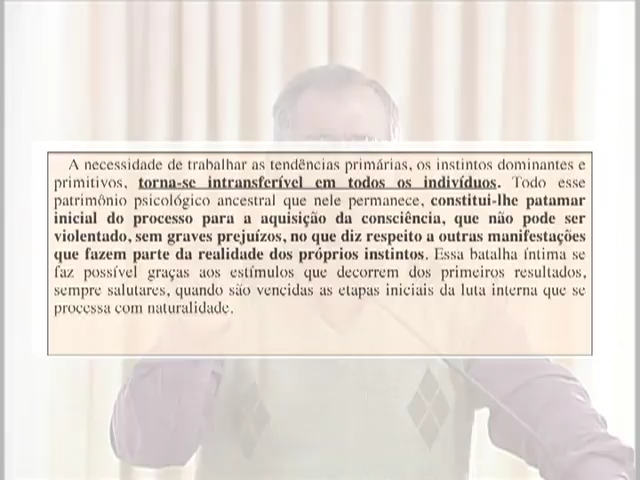 A necessidade de trabalhar as tendências primárias, os instintos dominantes e
primitivos, torna-se intransferível em todos os indivíduos. Todo esse
patrimônio psicológico ancestral que nele permanece, constitui-lhe patamar
inicial do processo para a aquisição da consciência, que não pode ser
violentado, sem graves prejuízos, no que diz respeito a outras manifestações
que fazem parte da realidade dos próprios instintos. Essa batalha íntima se
faz possível graças aos estímulos que decorrem dos primeiros resultados,
sempre salutares, quando são vencidas as etapas iniciais da luta interna que se
processa com naturalidade.